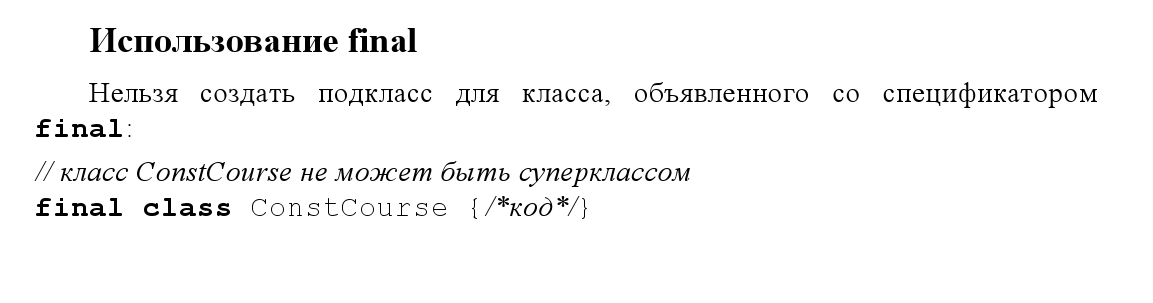 Использование final
Нельзя создать подкласс для класса, объявленного со спецификатором
final:
// класс ConstCourse не может быть суперклассом
final class ConstCourse {/*код*/}